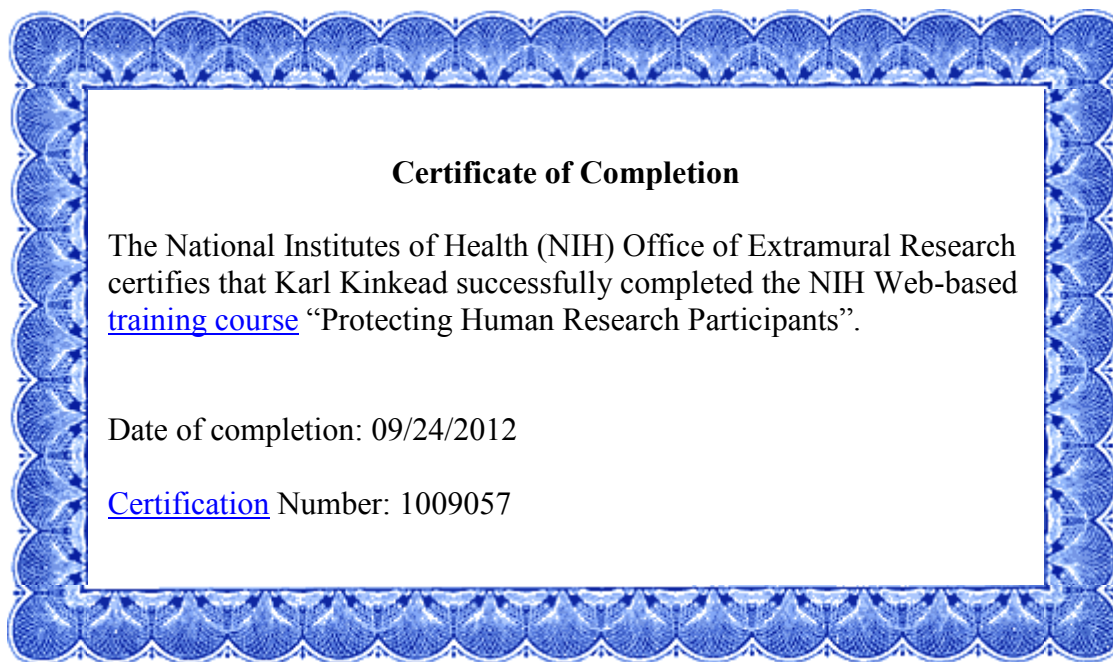 Certificate of Completion
The National Institutes of Health (NIH) Office of Extramural Research
certifies that Karl Kinkead successfully completed the NIH Web-based
training course “Protecting Human Research Participants”.
Date of completion: 09/24/2012
Certification Number: 1009057